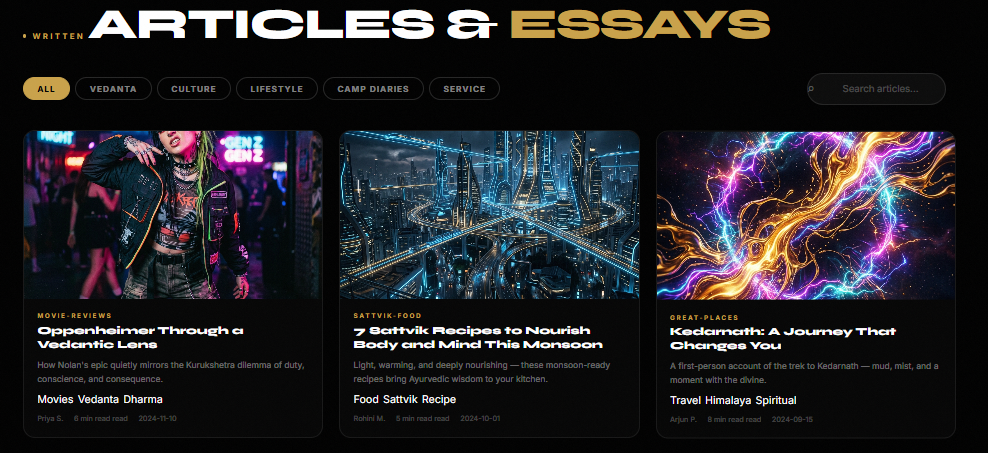 • WRITTEN ARTICLES & ESSAYS
ALL VEDANTA CULTURE LIFESTYLE CAMP DIARIES SERVICE Search articles...
NIGHT
GEN Z
GEN Z
MOVIE-REVIEWS
Oppenheimer Through a
Vedantic Lens
How Nolan's epic quietly mirrors the Kurukshetra dilemma of duty,
conscience, and consequence.
Movies Vedanta Dharma
Priya S. 6 min read read 2024-11-10
SATTVIK-FOOD
7 Sattvik Recipes to Nourish
Body and Mind This Monsoon
Light, warming, and deeply nourishing — these monsoon-ready
recipes bring Ayurvedic wisdom to your kitchen.
Food Sattvik Recipe
Rohini M. 5 min read read 2024-10-01
GREAT-PLACES
Kedarnath: A Journey That
Changes You
A first-person account of the trek to Kedarnath — mud, mist, and a
moment with the divine.
Travel Himalaya Spiritual
Arjun P. 8 min read read 2024-09-15